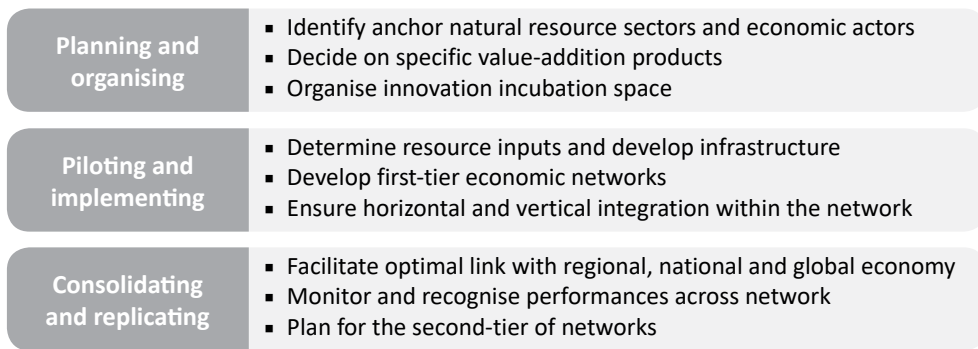 Planning and
organising
▪ Identify anchor natural resource sectors and economic actors
▪ Decide on specific value-addition products
▪ Organise innovation incubation space
Piloting and
implementing
▪ Determine resource inputs and develop infrastructure
▪ Develop first-tier economic networks
▪ Ensure horizontal and vertical integration within the network
Consolidating
and replicating
▪ Facilitate optimal link with regional, national and global economy
▪ Monitor and recognise performances across network
▪ Plan for the second-tier of networks